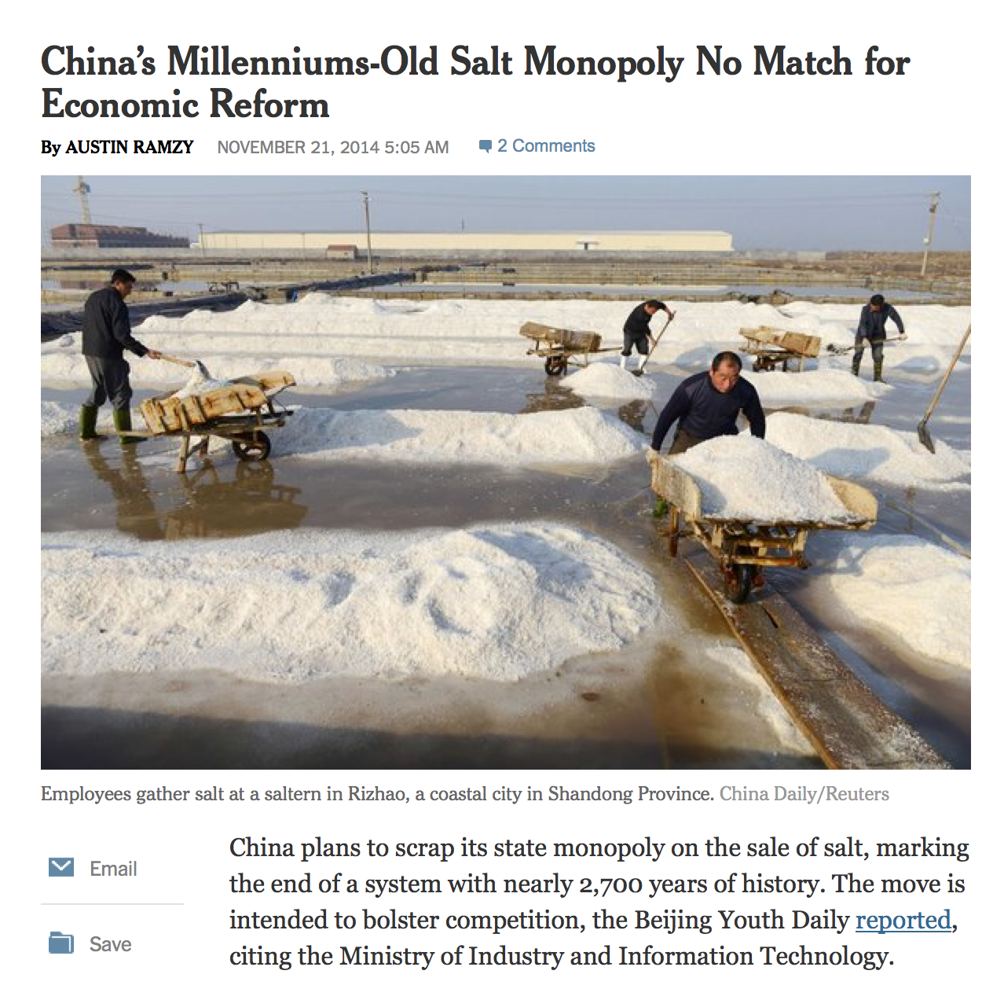 China’s Millenniums-Old Salt Monopoly No Match for
Economic Reform
By AUSTIN RAMZY NOVEMBER 21, 2014 5:05 AM 2 Comments
Employees gather salt at a saltern in Rizhao, a coastal city in Shandong Province. China Daily/Reuters
Email
Save
China plans to scrap its state monopoly on the sale of salt, marking
the end of a system with nearly 2,700 years of history. The move is
intended to bolster competition, the Beijing Youth Daily reported,
citing the Ministry of Industry and Information Technology.